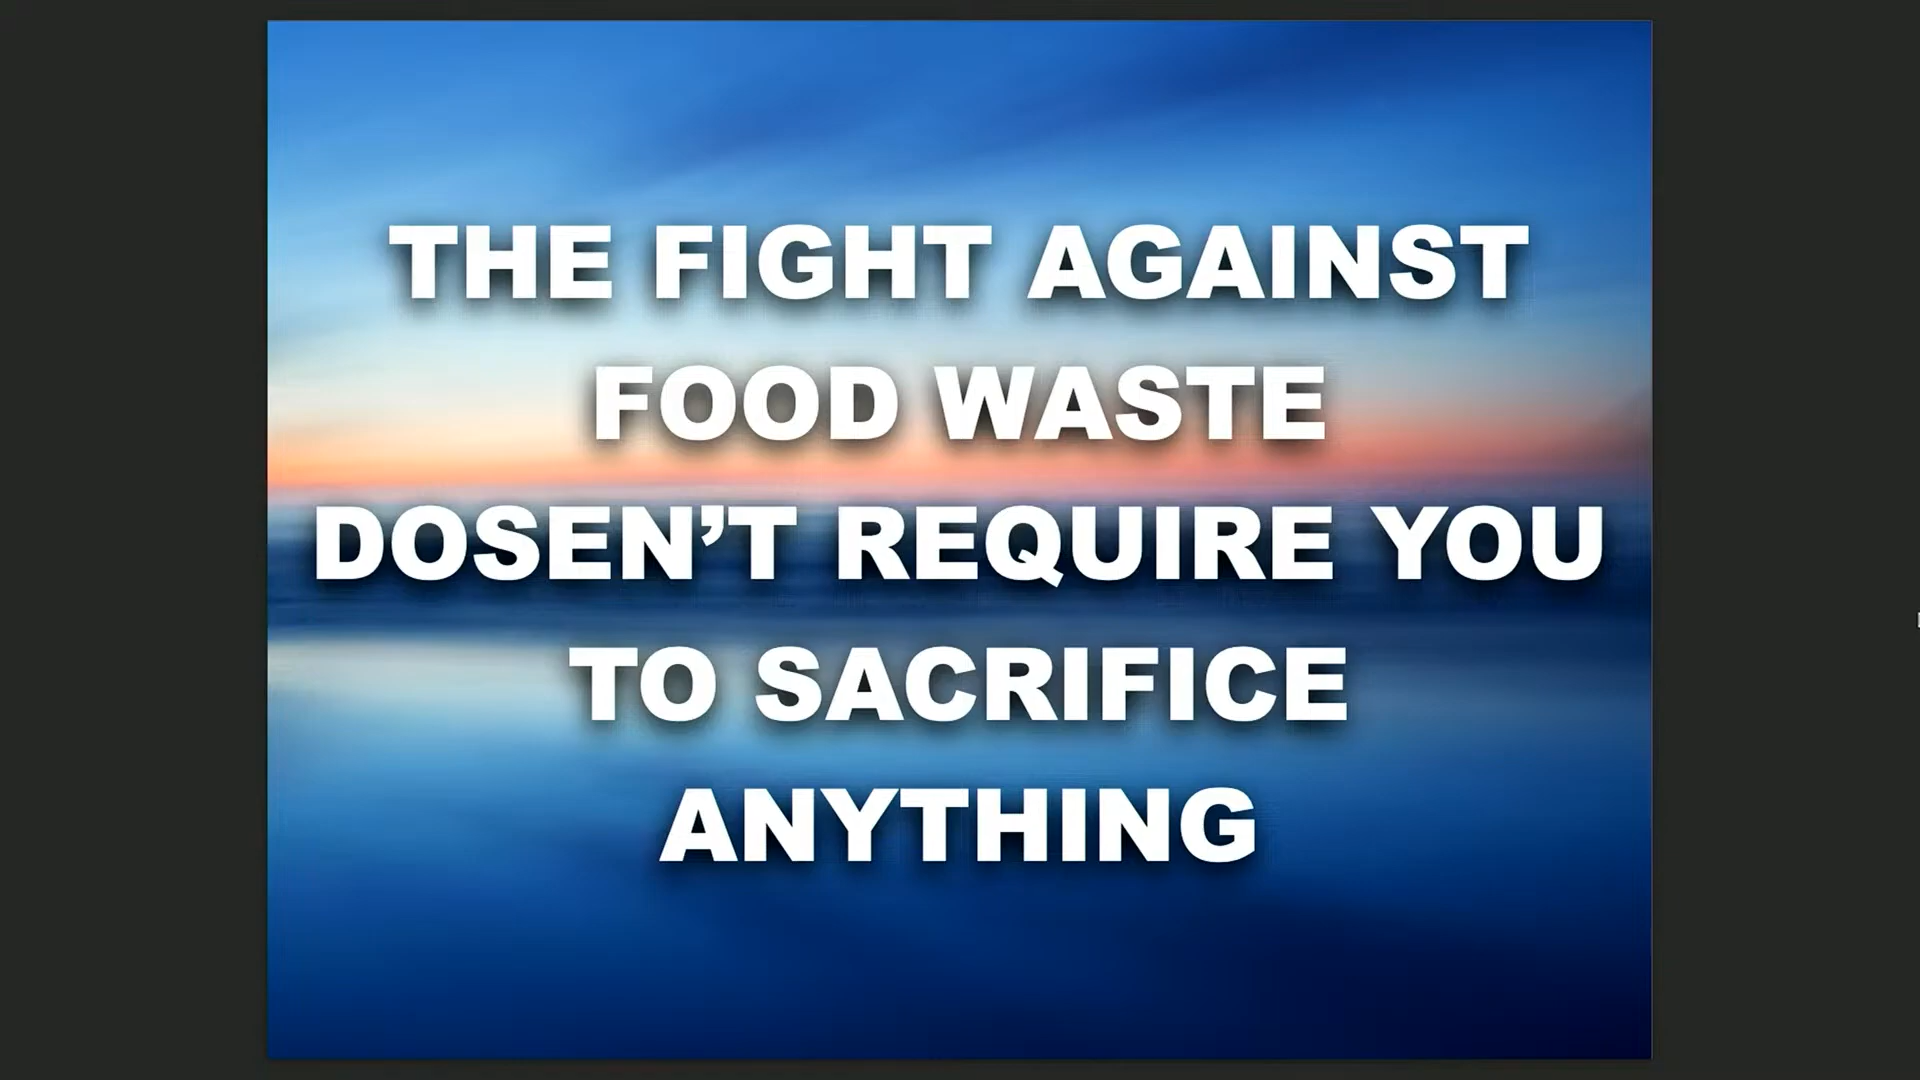 THE FIGHT AGAINST
FOOD WASTE
DOSEN’T REQUIRE YOU
TO SACRIFICE
ANYTHING